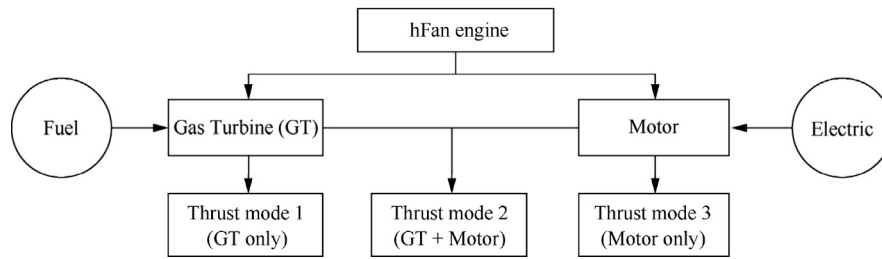 hFan engine
Fuel
Gas Turbine (GT)
Motor
Electric
Thrust mode 1
(GT only)
Thrust mode 2
(GT + Motor)
Thrust mode 3
(Motor only)